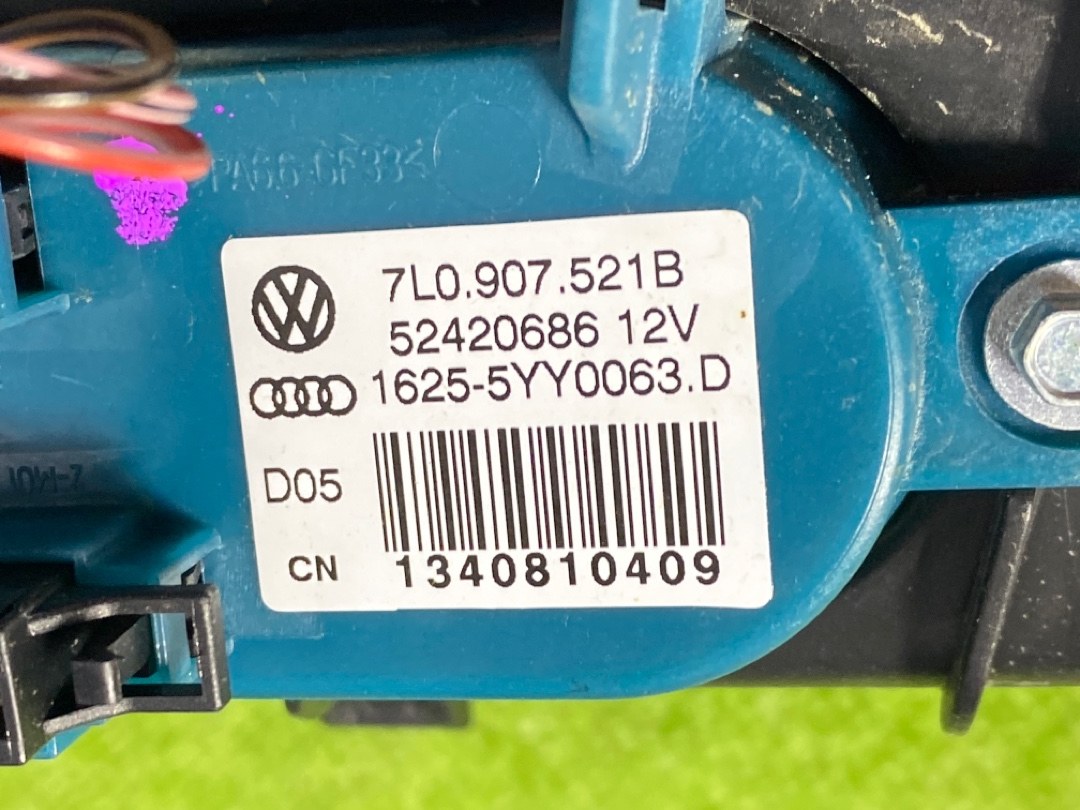 PA66-GF33<
7L0.907.521B
52420686 12V
1625-5YY0063.D
D05
CN
1340810409